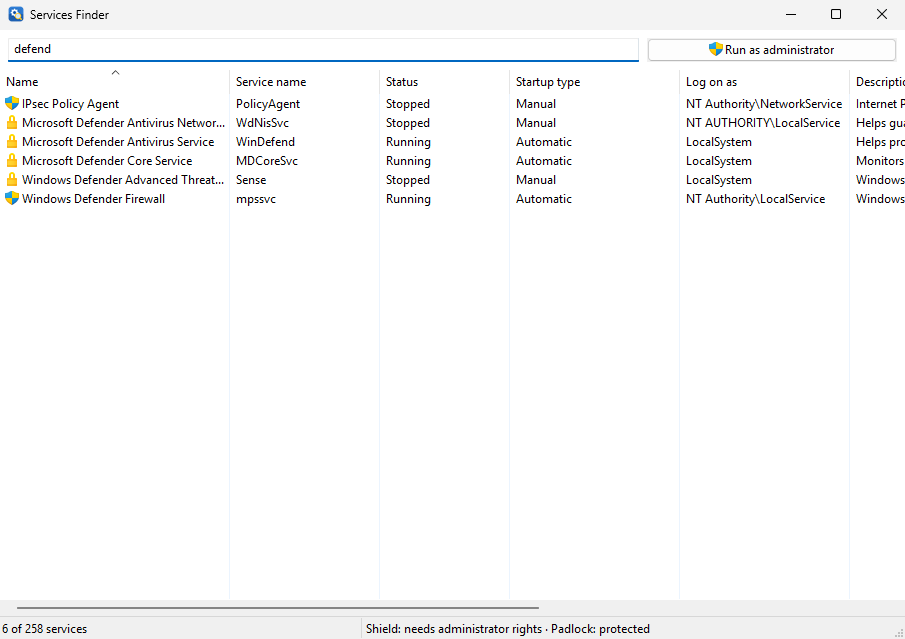 Services Finder
defend
Run as administrator
Name Service name Status Startup type Log on as Descriptic
IPsec Policy Agent PolicyAgent Stopped Manual NT Authority\NetworkService Internet P
Microsoft Defender Antivirus Networ... WdNisSvc Stopped Manual NT AUTHORITY\LocalService Helps gua
Microsoft Defender Antivirus Service WinDefend Running Automatic LocalSystem Helps pro
Microsoft Defender Core Service MDCoreSvc Running Automatic LocalSystem Monitors
Windows Defender Advanced Threat... Sense Stopped Manual LocalSystem Windows
Windows Defender Firewall mpssvc Running Automatic NT Authority\LocalService Windows
6 of 258 services Shield: needs administrator rights · Padlock: protected